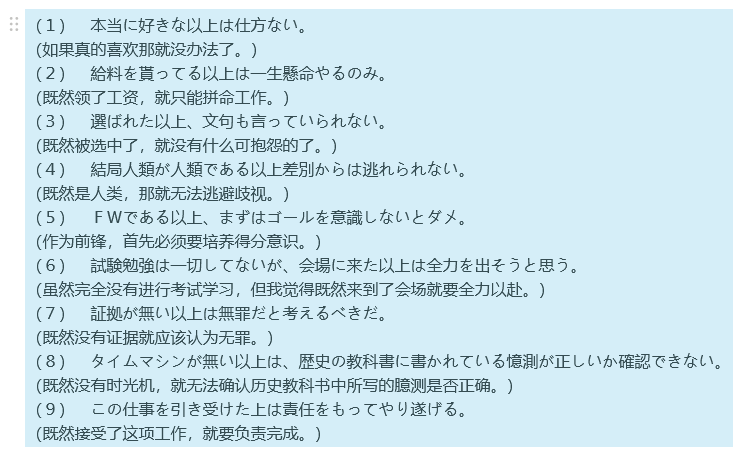 (１)　本当に好きな以上は仕方ない。
(如果真的喜欢那就没办法了。)
(２)　給料を貰ってる以上は一生懸命やるのみ。
(既然领了工资，就只能拼命工作。)
(３)　選ばれた以上、文句も言っていられない。
(既然被选中了，就没有什么可抱怨的了。)
(４)　結局人類が人類である以上差別からは逃れられない。
(既然是人类，那就无法逃避歧视。)
(５)　ＦＷである以上、まずはゴールを意識しないとダメ。
(作为前锋，首先必须要培养得分意识。)
(６)　試験勉強は一切してないが、会場に来た以上は全力を出そうと思う。
(虽然完全没有进行考试学习，但我觉得既然来到了会场就要全力以赴。)
(７)　証拠が無い以上は無罪だと考えるべきだ。
(既然没有证据就应该认为无罪。)
(８)　タイムマシンが無い以上は、歴史の教科書に書かれている憶測が正しいか確認できない。
(既然没有时光机，就无法确认历史教科书中所写的臆测是否正确。)
(９)　この仕事を引き受けた上は責任をもってやり遂げる。
(既然接受了这项工作，就要负责完成。)